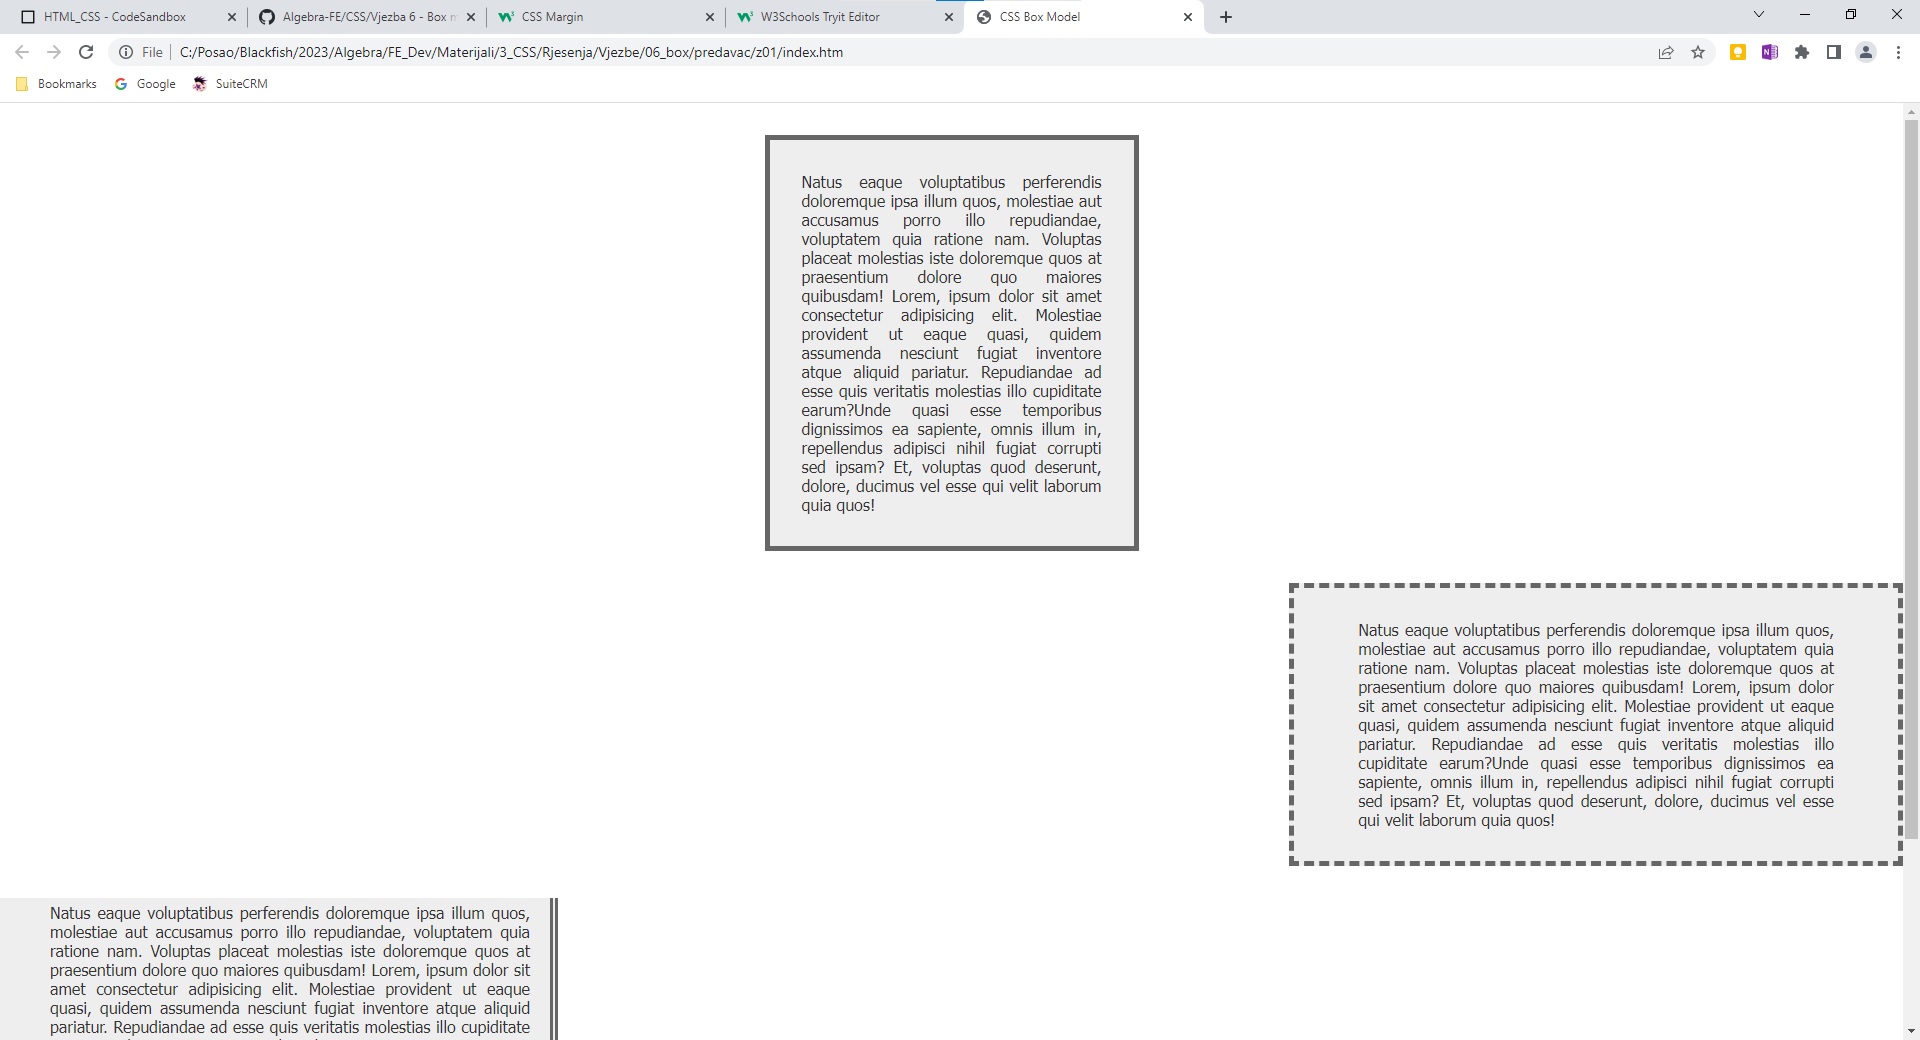 HTML_CSS - CodeSandbox
Algebra-FE/CSS/Vjezba 6 - Box m
CSS Margin
W3Schools Tryit Editor
CSS Box Model
File
C:/Posao/Blackfish/2023/Algebra/FE_Dev/Materijali/3_CSS/Rjesenja/Vjezbe/06_box/predavac/z01/index.htm
Bookmarks
Google
SuiteCRM
Natus eaque voluptatibus perferendis
doloremque ipsa illum quos, molestiae aut
accusamus porro illo repudiandae,
voluptatem quia ratione nam. Voluptas
placeat molestias iste doloremque quos at
praesentium dolore quo maiores
quibusdam! Lorem, ipsum dolor sit amet
consectetur adipisicing elit. Molestiae
provident ut eaque quasi, quidem
assumenda nesciunt fugiat inventore
atque aliquid pariatur. Repudiandae ad
esse quis veritatis molestias illo cupiditate
earum?Unde quasi esse temporibus
dignissimos ea sapiente, omnis illum in,
repellendus adipisci nihil fugiat corrupti
sed ipsam? Et, voluptas quod deserunt,
dolore, ducimus vel esse qui velit laborum
quia quos!
Natus eaque voluptatibus perferendis doloremque ipsa illum quos,
molestiae aut accusamus porro illo repudiandae, voluptatem quia
ratione nam. Voluptas placeat molestias iste doloremque quos at
praesentium dolore quo maiores quibusdam! Lorem, ipsum dolor
sit amet consectetur adipisicing elit. Molestiae provident ut eaque
quasi, quidem assumenda nesciunt fugiat inventore atque aliquid
pariatur. Repudiandae ad esse quis veritatis molestias illo
cupiditate earum?Unde quasi esse temporibus dignissimos ea
sapiente, omnis illum in, repellendus adipisci nihil fugiat corrupti
sed ipsam? Et, voluptas quod deserunt, dolore, ducimus vel esse
qui velit laborum quia quos!
Natus eaque voluptatibus perferendis doloremque ipsa illum quos,
molestiae aut accusamus porro illo repudiandae, voluptatem quia
ratione nam. Voluptas placeat molestias iste doloremque quos at
praesentium dolore quo maiores quibusdam! Lorem, ipsum dolor sit
amet consectetur adipisicing elit. Molestiae provident ut eaque
quasi, quidem assumenda nesciunt fugiat inventore atque aliquid
pariatur. Repudiandae ad esse quis veritatis molestias illo cupiditate